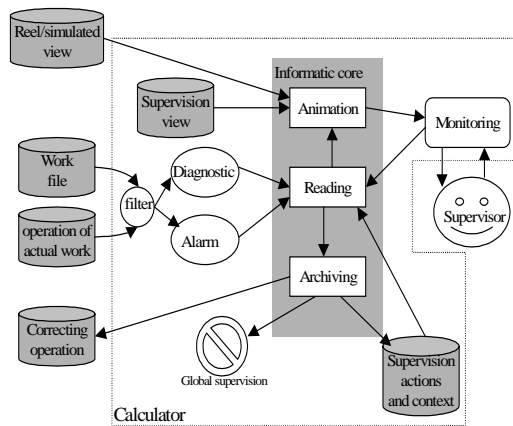 Reel/simulated
view
Informatic core
Supervision
view
Animation
Monitoring
Work
file
Diagnostic
Reading
filter
Supervisor
operation of
actual work
Alarm
Archiving
Correcting
operation
Global supervision
Supervision
actions
and context
Calculator